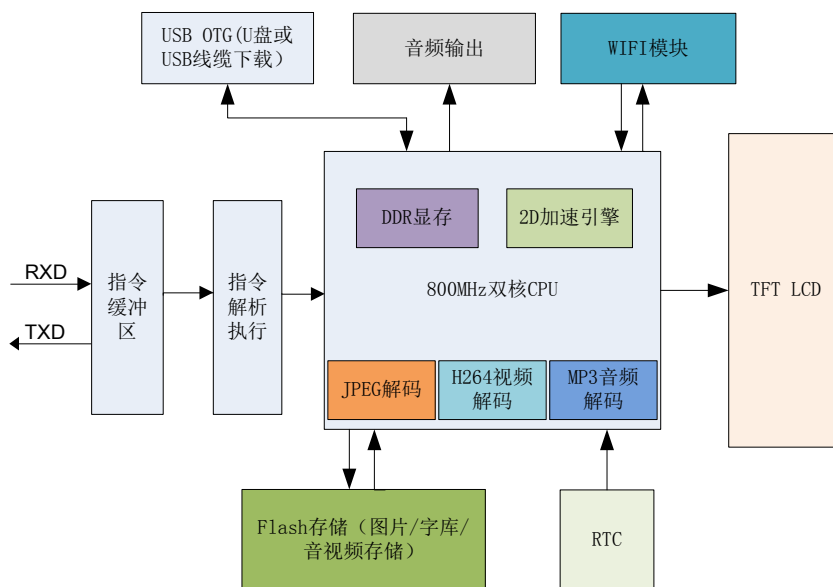 USB OTG(U盘或
USB线缆下载）
音频输出
WIFI模块
DDR显存
2D加速引擎
RXD
TXD
指令
缓冲
区
指令
解析
执行
800MHz双核CPU
TFT LCD
JPEG解码
H264视频
解码
MP3音频
解码
Flash存储（图片/字库/
音视频存储）
RTC